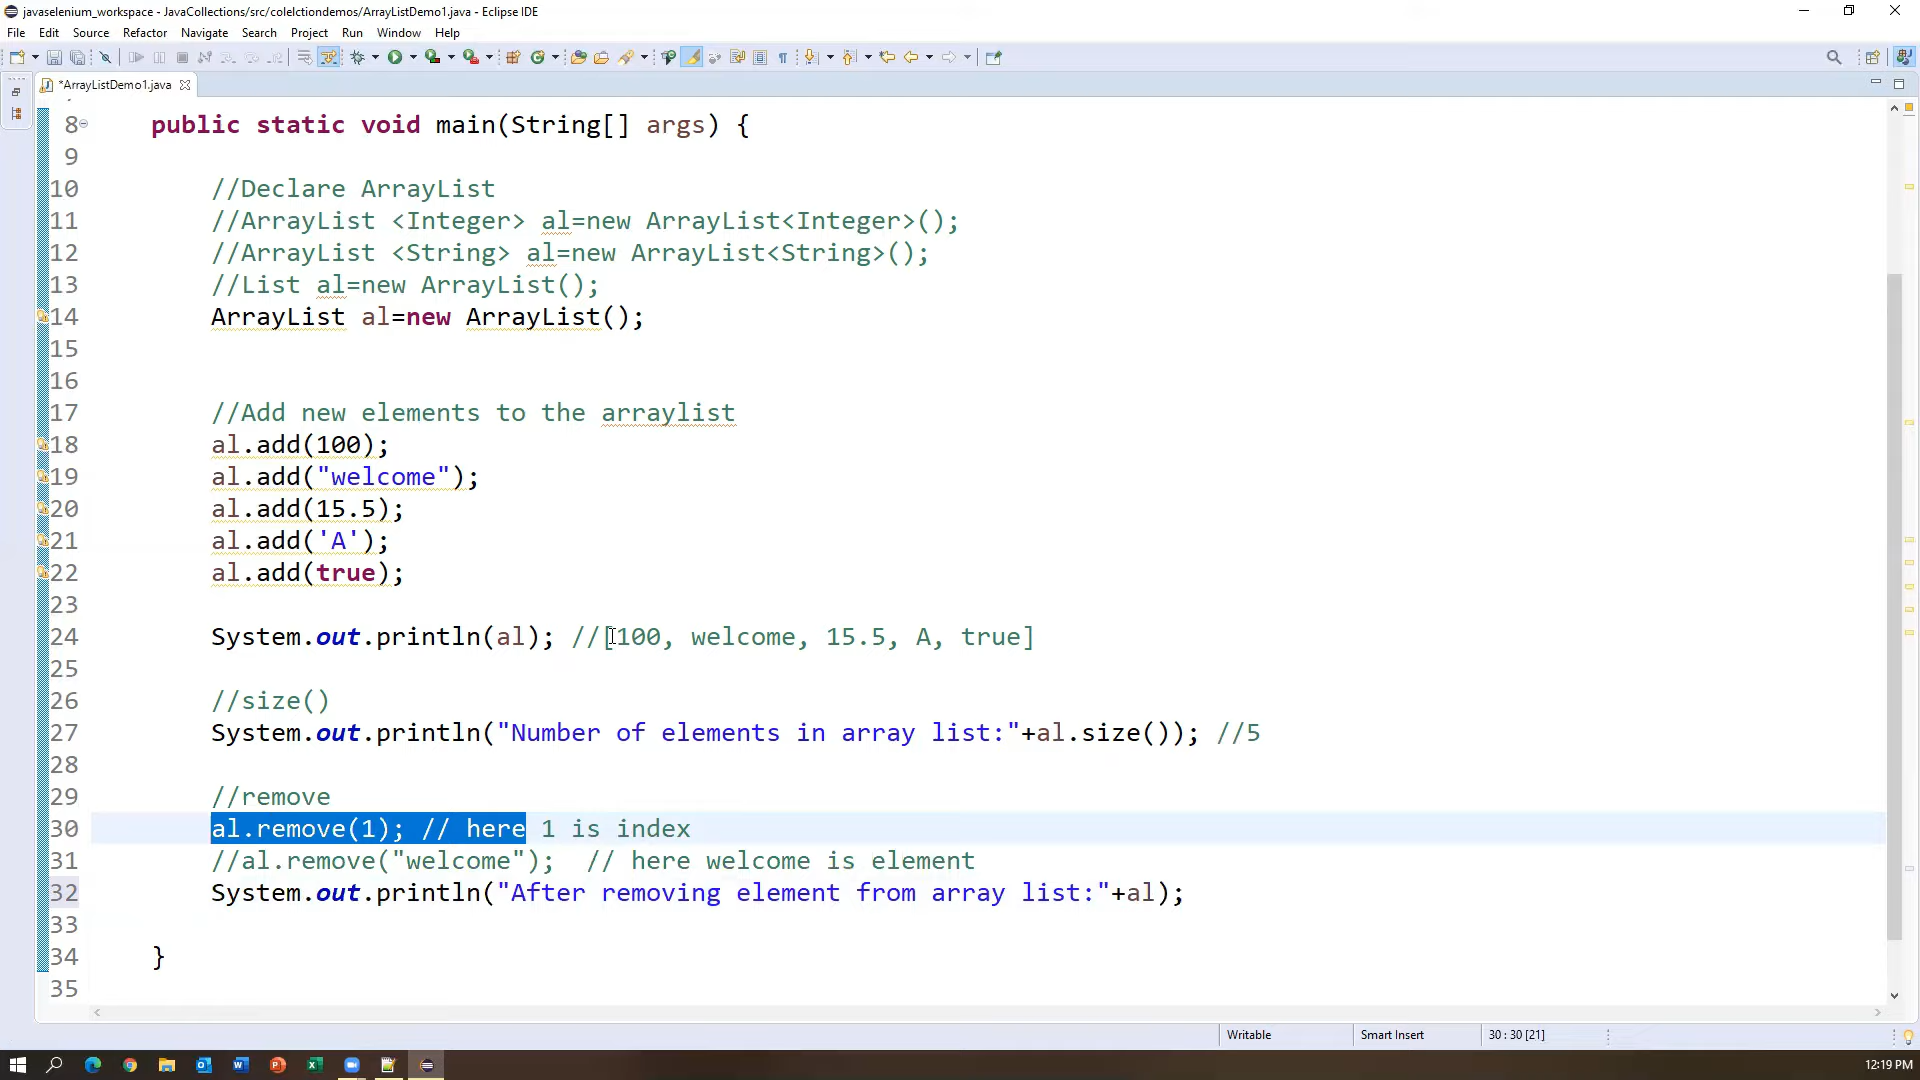 javaselenium_workspace - JavaCollections/src/colelctiondemos/ArrayListDemo1.java - Eclipse IDE
File Edit Source Refactor Navigate Search Project Run Window Help
*ArrayListDemo1.java
8 public static void main(String[] args) {
9
10 //Declare ArrayList
11 //ArrayList <Integer> al=new ArrayList<Integer>();
12 //ArrayList <String> al=new ArrayList<String>();
13 //List al=new ArrayList();
14 ArrayList al=new ArrayList();
15
16
17 //Add new elements to the arraylist
18 al.add(100);
19 al.add("welcome");
20 al.add(15.5);
21 al.add('A');
22 al.add(true);
23
24 System.out.println(al); //[100, welcome, 15.5, A, true]
25
26 //size()
27 System.out.println("Number of elements in array list:"+al.size()); //5
28
29 //remove
30 al.remove(1); // here 1 is index
31 //al.remove("welcome"); // here welcome is element
32 System.out.println("After removing element from array list:"+al);
33
34 }
35
Writable Smart Insert 30 : 30 [21]
12:19 PM